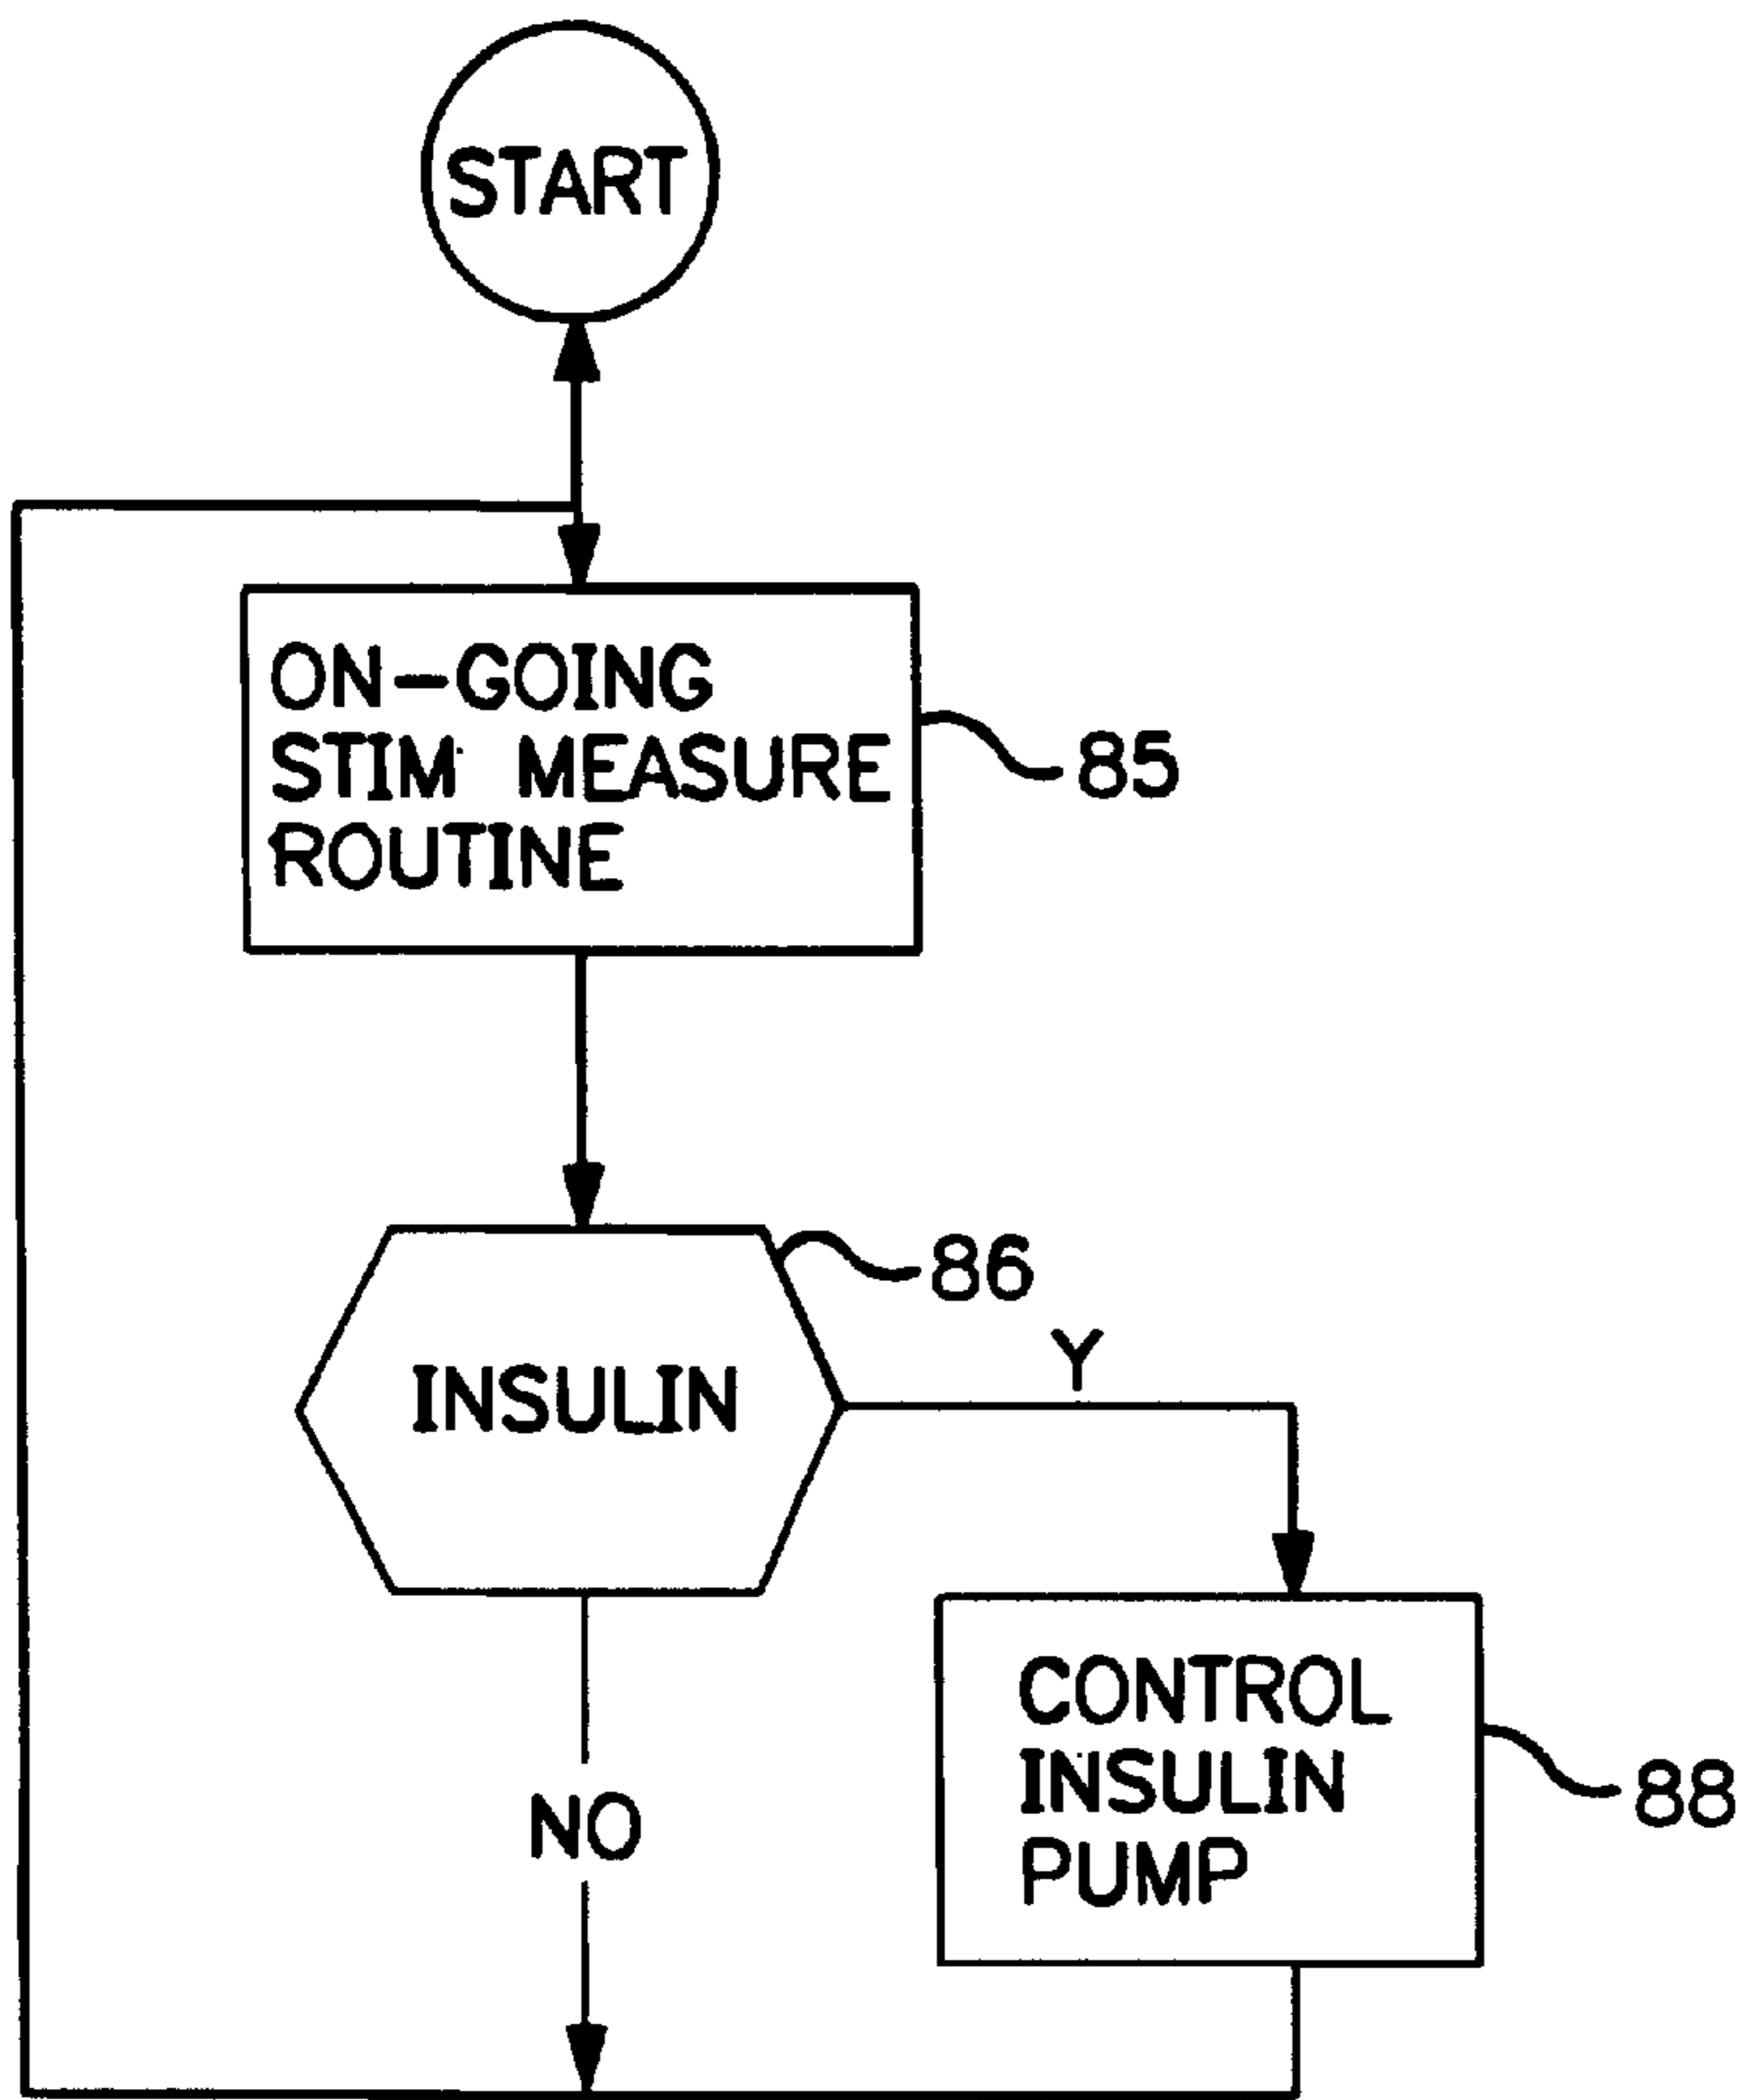 START
ON-GOING
STIM MEASURE
ROUTINE
85
86
INSULIN
Y
CONTROL
INSULIN
PUMP
88
NO